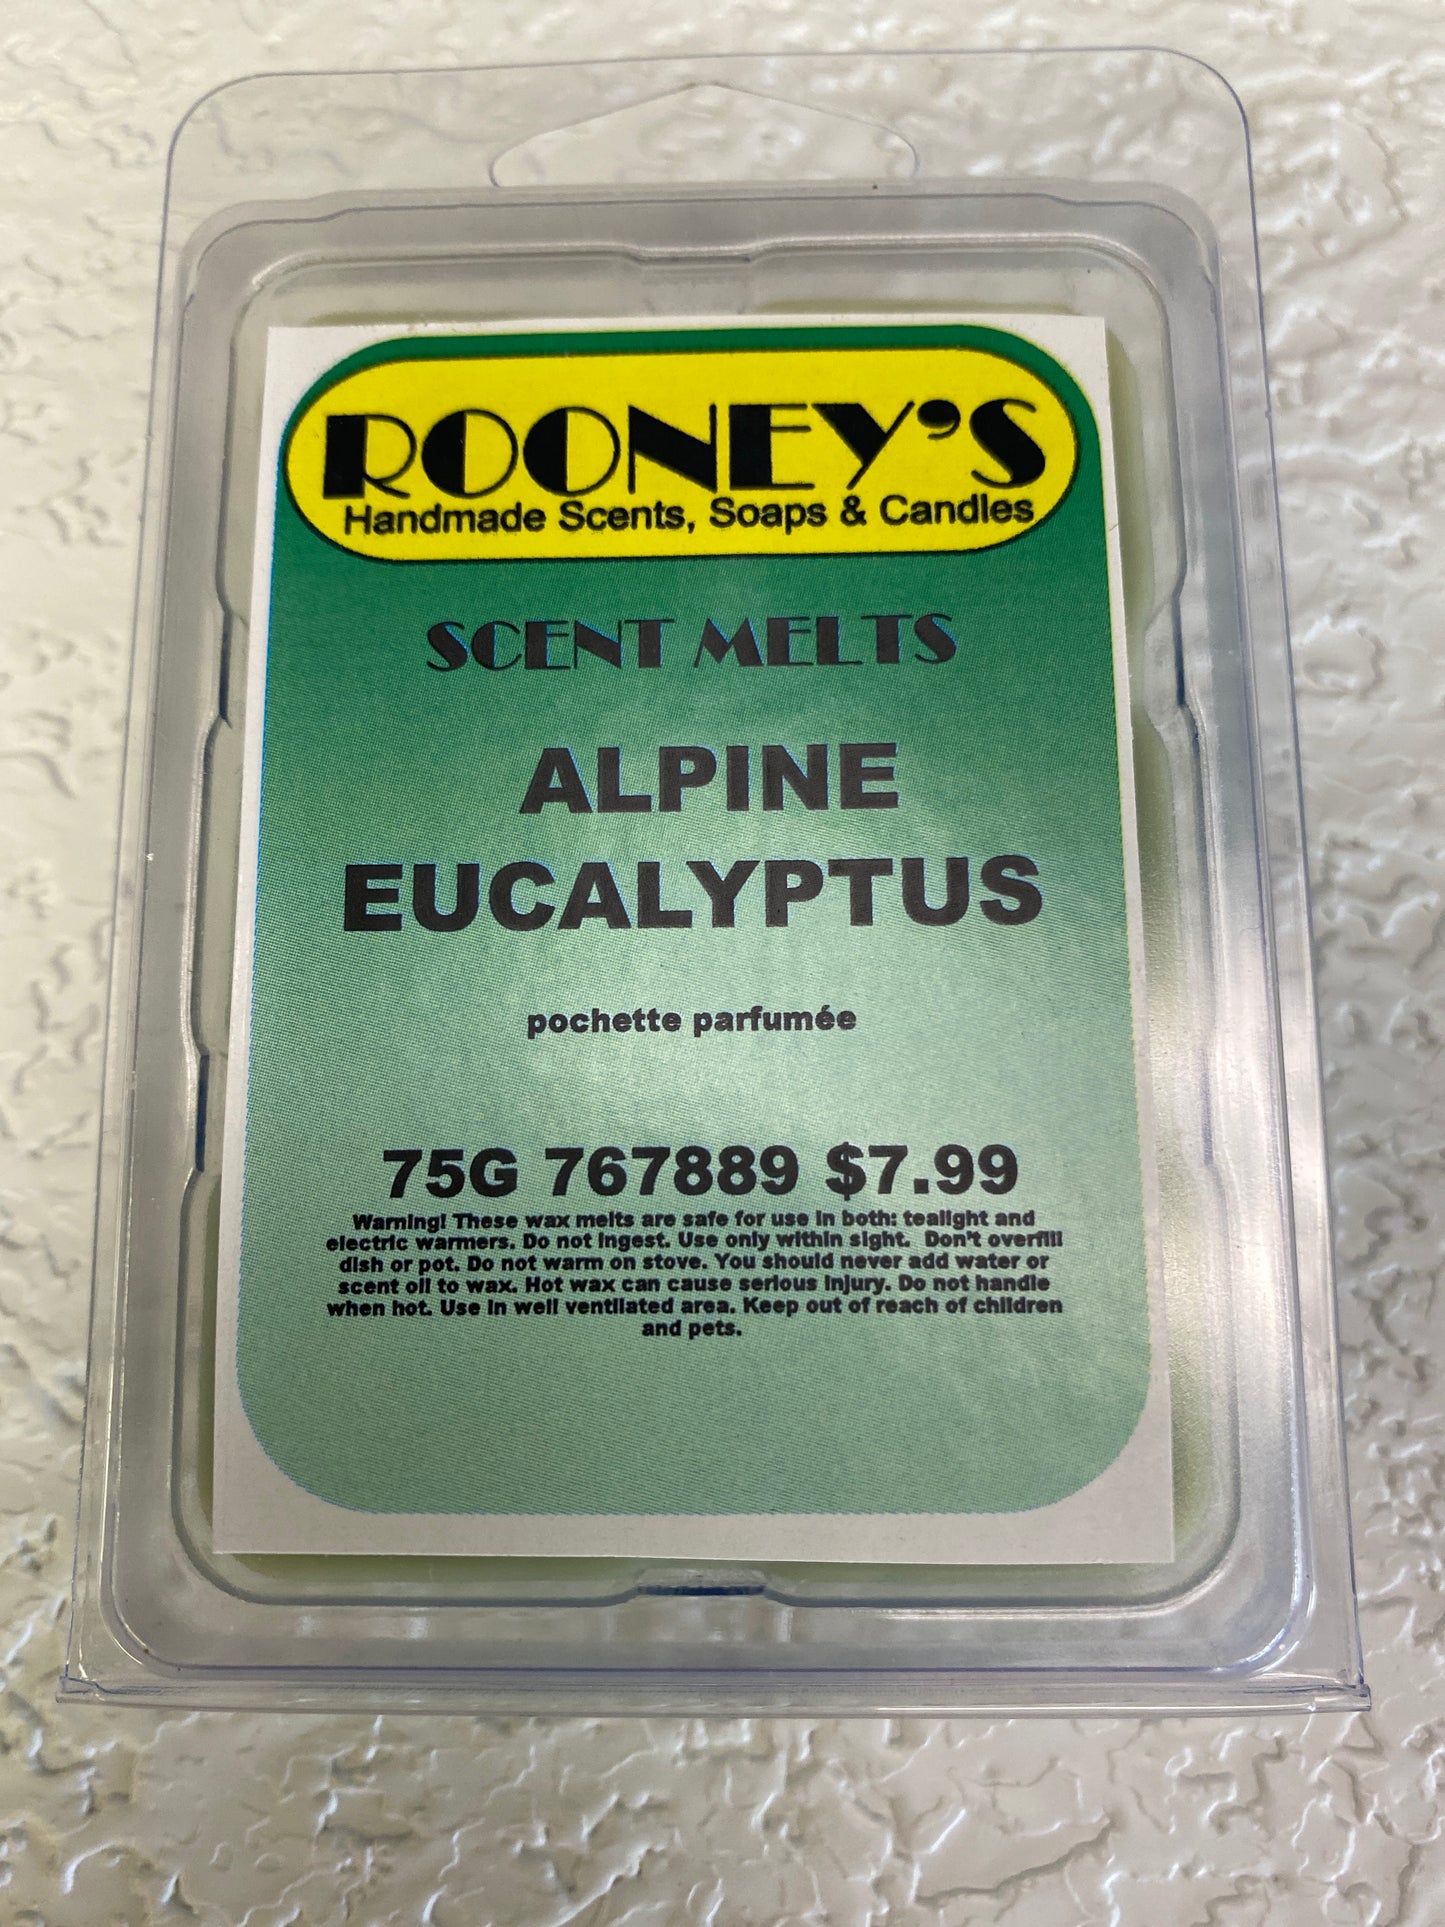 ROONEY'S
Handmade Scents, Soaps & Candles
SCENT MELTS
ALPINE
EUCALYPTUS
pochette parfumée
75G 767889 $7.99
Warning! These wax melts are safe for use in both: tealight and
electric warmers. Do not ingest. Use only within sight. Don't overfill
dish or pot. Do not warm on stove. You should never add water or
scent oil to wax. Hot wax can cause serious injury. Do not handle
when hot. Use in well ventilated area. Keep out of reach of children
and pets.